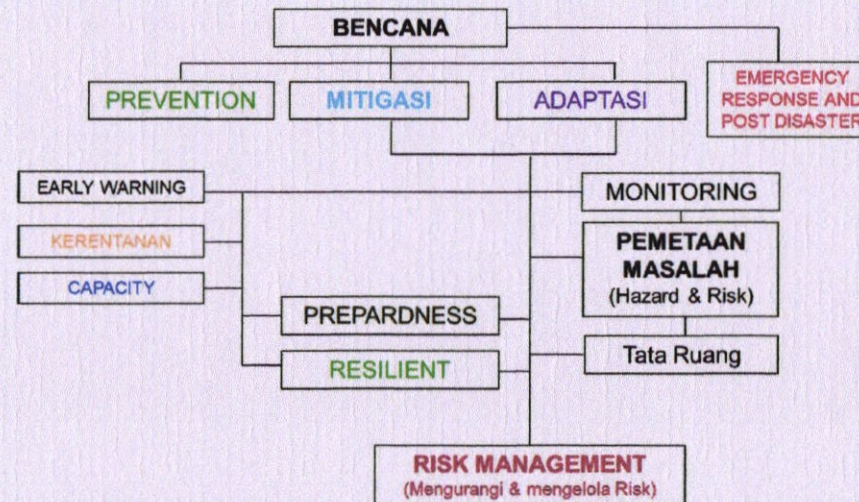 BENCANA
PREVENTION
MITIGASI
ADAPTASI
EMERGENCY
RESPONSE AND
POST DISASTER
EARLY WARNING
MONITORING
KERENTANAN
PEMETAAN
MASALAH
(Hazard & Risk)
CAPACITY
PREPARDNESS
RESILIENT
Tata Ruang
RISK MANAGEMENT
(Mengurangi & mengelola Risk)